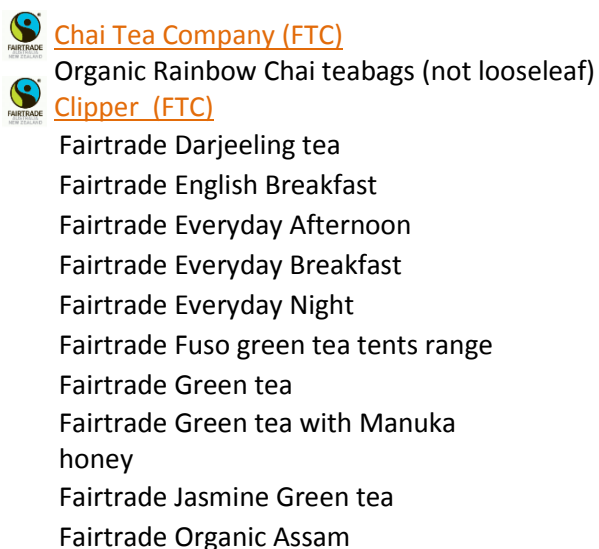 FAIRTRADE
Chai Tea Company (FTC)
Organic Rainbow Chai teabags (not looseleaf)
FAIRTRADE
Clipper (FTC)
Fairtrade Darjeeling tea
Fairtrade English Breakfast
Fairtrade Everyday Afternoon
Fairtrade Everyday Breakfast
Fairtrade Everyday Night
Fairtrade Fuso green tea tents range
Fairtrade Green tea
Fairtrade Green tea with Manuka
honey
Fairtrade Jasmine Green tea
Fairtrade Organic Assam